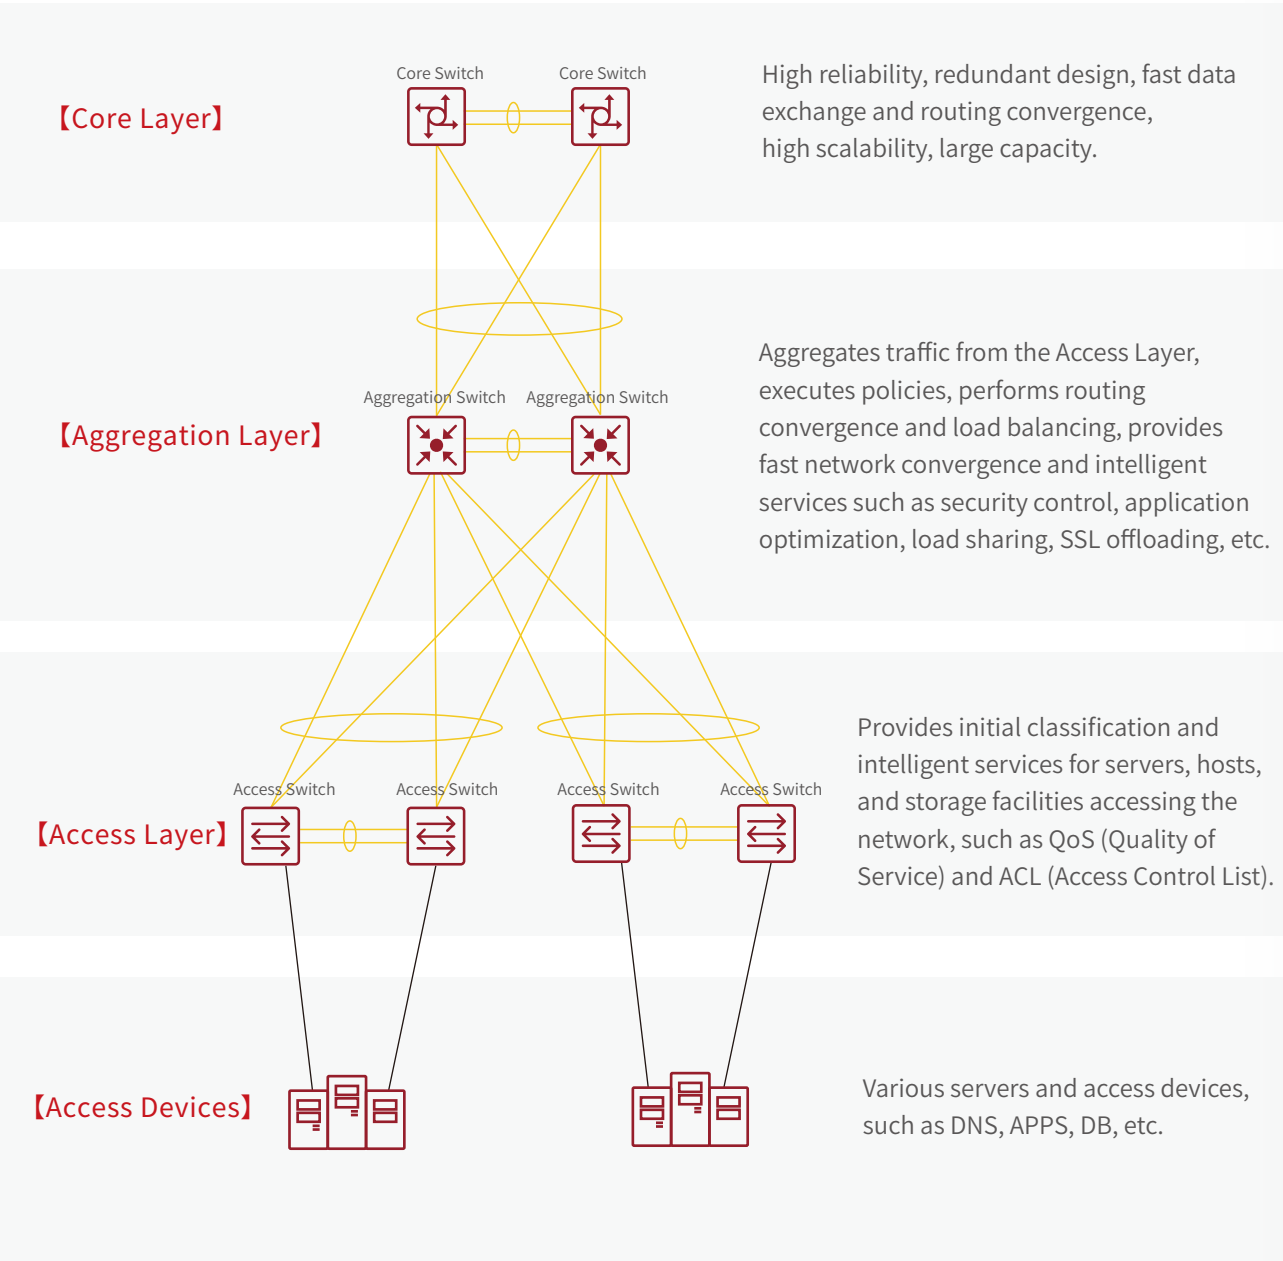 Core Switch
Core Switch
【Core Layer】
High reliability, redundant design, fast data
exchange and routing convergence,
high scalability, large capacity.
Aggregation Switch
Aggregation Switch
【Aggregation Layer】
Aggregates traffic from the Access Layer,
executes policies, performs routing
convergence and load balancing, provides
fast network convergence and intelligent
services such as security control, application
optimization, load sharing, SSL offloading, etc.
Access Switch
Access Switch
Access Switch
Access Switch
【Access Layer】
Provides initial classification and
intelligent services for servers, hosts,
and storage facilities accessing the
network, such as QoS (Quality of
Service) and ACL (Access Control List).
【Access Devices】
Various servers and access devices,
such as DNS, APPS, DB, etc.